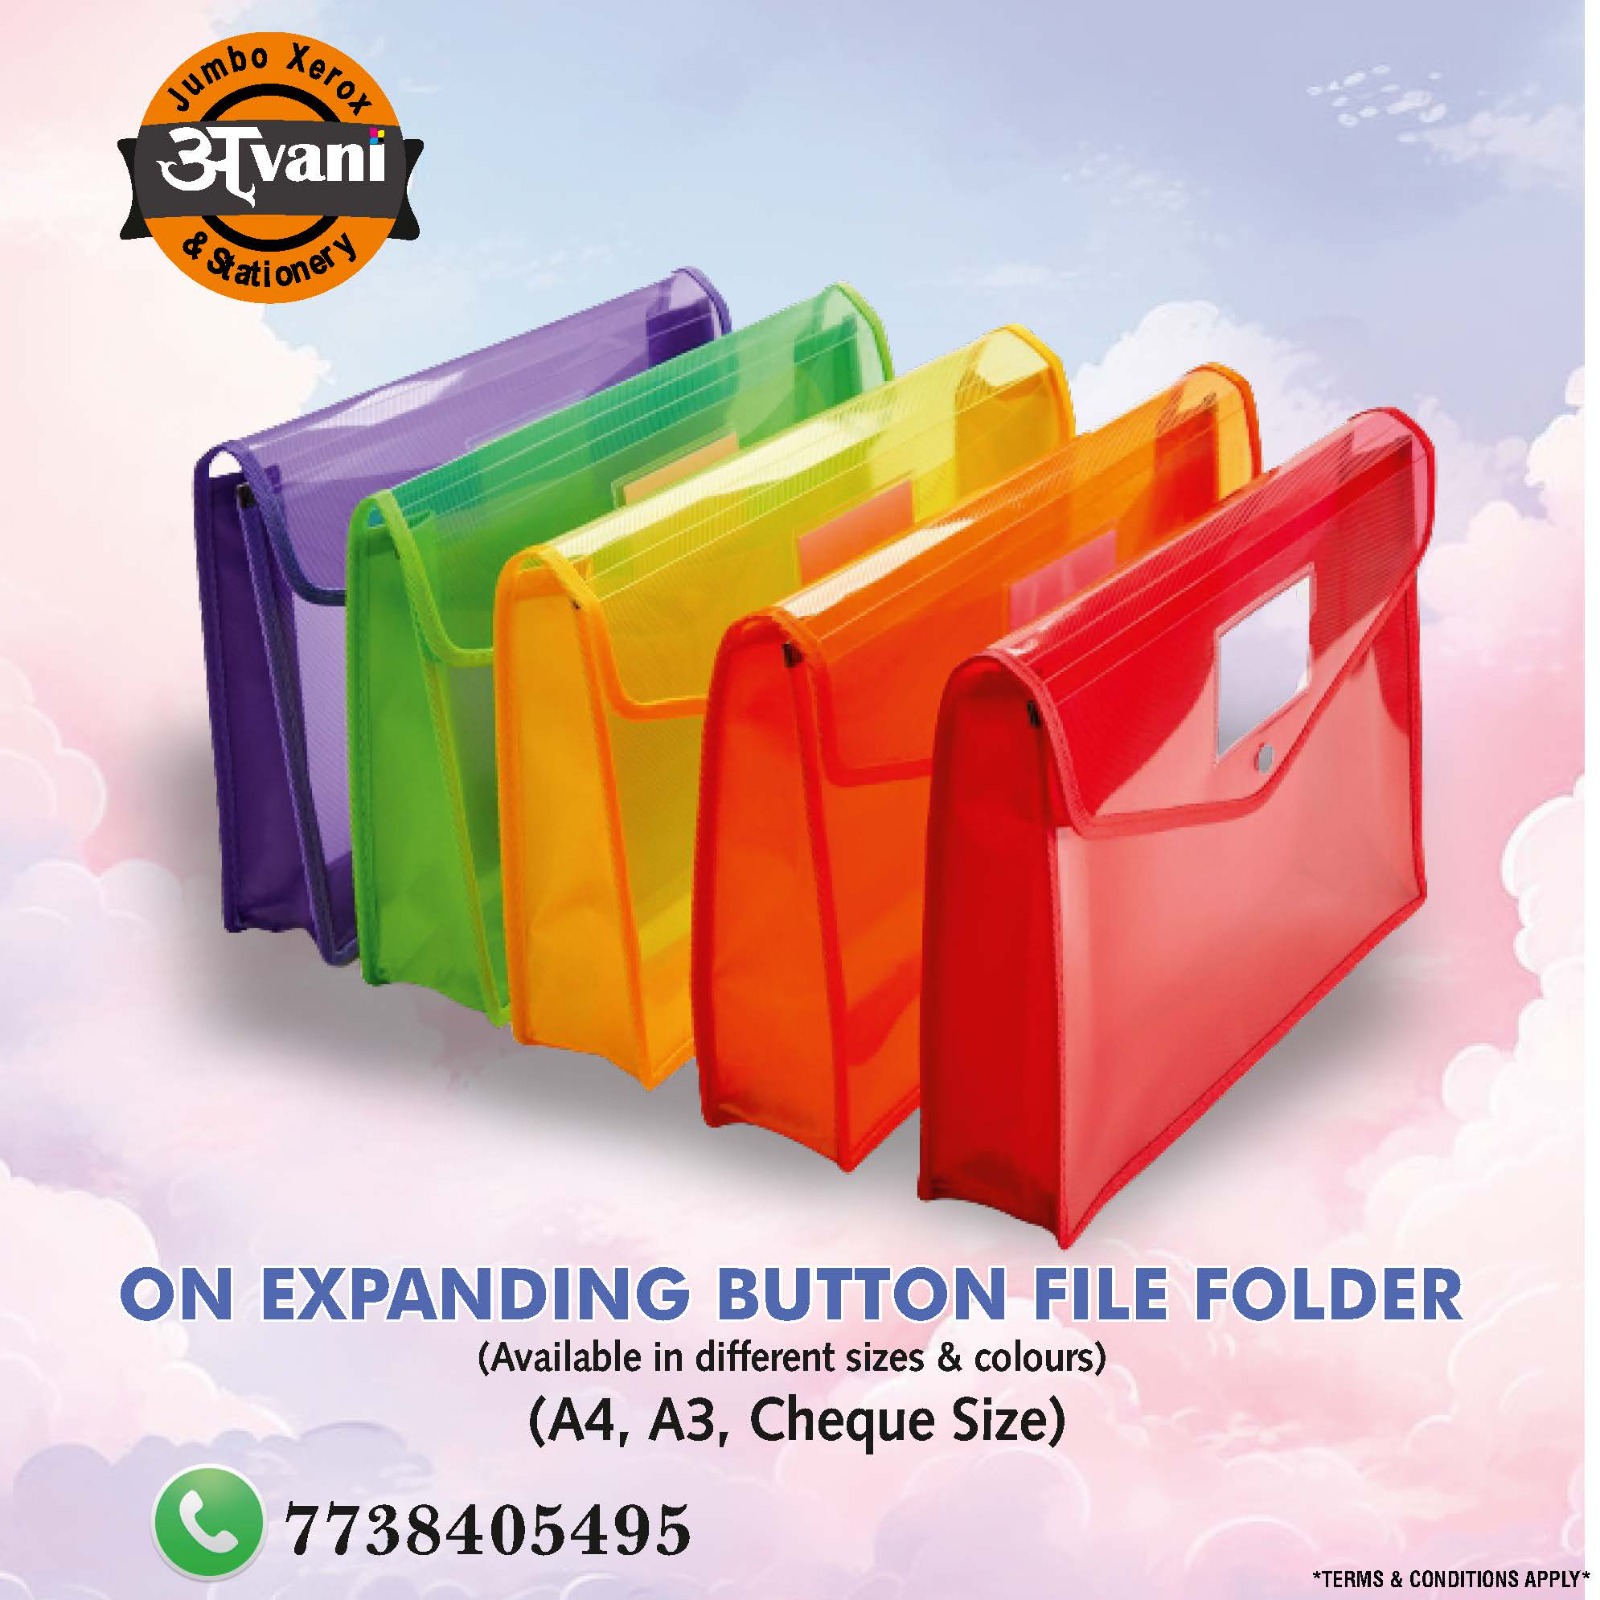 Jumbo Xerox
अvani
& Stationery
ON EXPANDING BUTTON FILE FOLDER
(Available in different sizes & colours)
(A4, A3, Cheque Size)
7738405495
*TERMS & CONDITIONS APPLY*